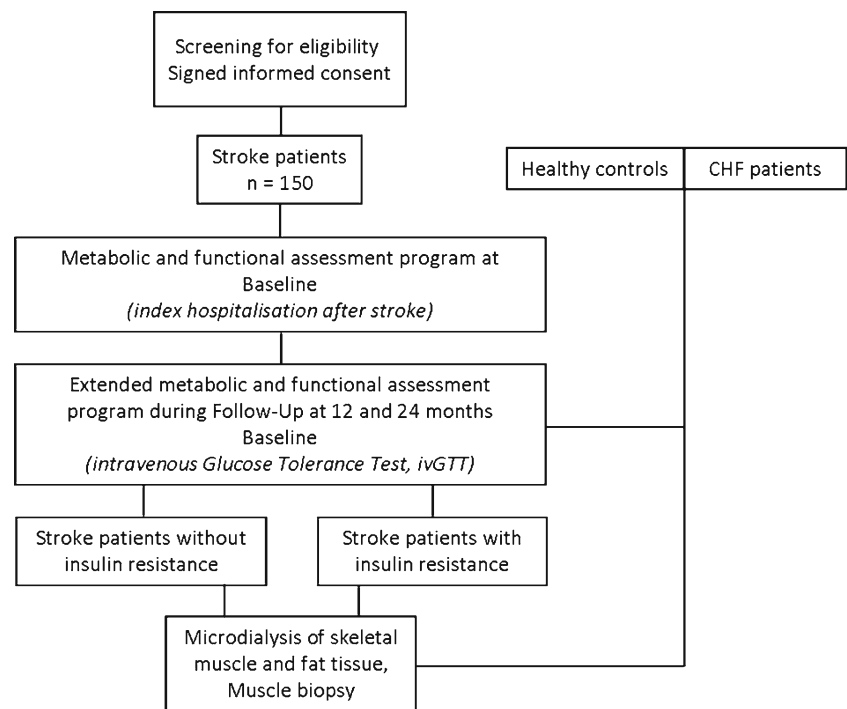 Screening for eligibility
Signed informed consent
Stroke patients
n = 150
Healthy controls
CHF patients
Metabolic and functional assessment program at
Baseline
(index hospitalisation after stroke)
Extended metabolic and functional assessment
program during Follow-Up at 12 and 24 months
Baseline
(intravenous Glucose Tolerance Test, ivGTT)
Stroke patients without
insulin resistance
Stroke patients with
insulin resistance
Microdialysis of skeletal
muscle and fat tissue,
Muscle biopsy